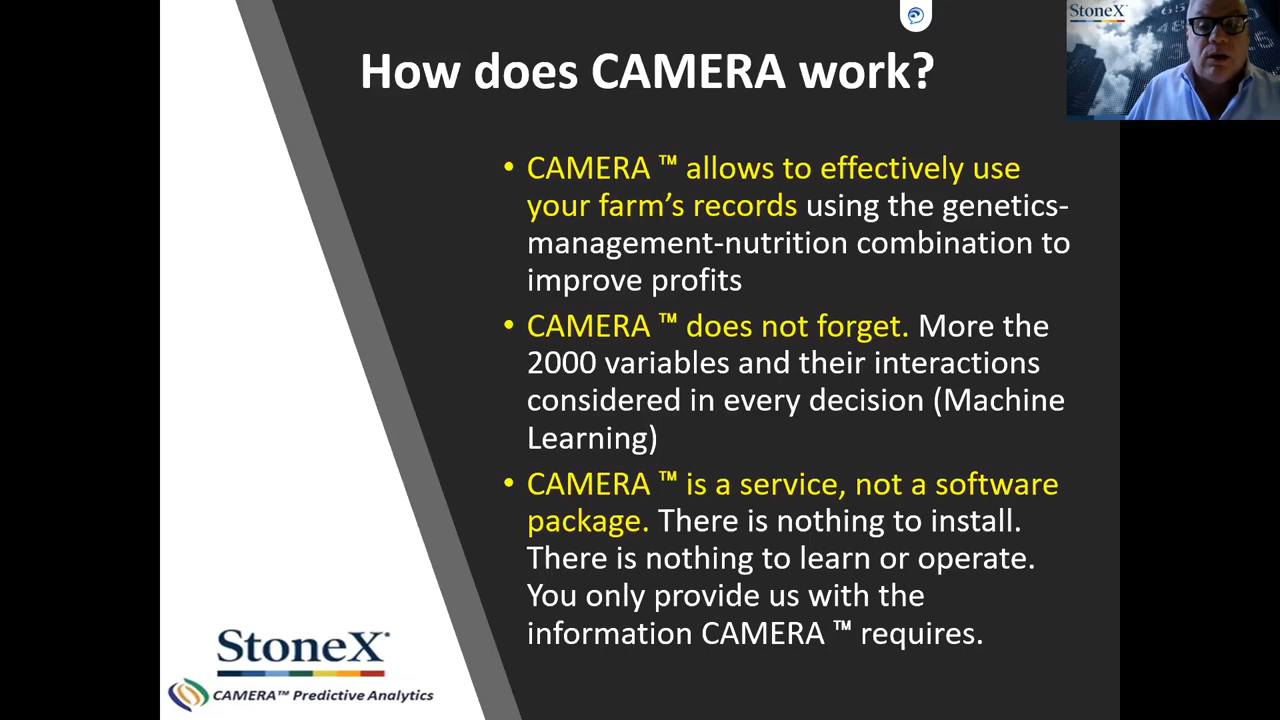 StoneX
How does CAMERA work?
• CAMERA ™ allows to effectively use
your farm's records using the genetics-
management-nutrition combination to
improve profits
• CAMERA ™ does not forget. More the
2000 variables and their interactions
considered in every decision (Machine
Learning)
• CAMERA ™ is a service, not a software
package. There is nothing to install.
There is nothing to learn or operate.
You only provide us with the
information CAMERA ™ requires.
StoneX®
CAMERA™ Predictive Analytics